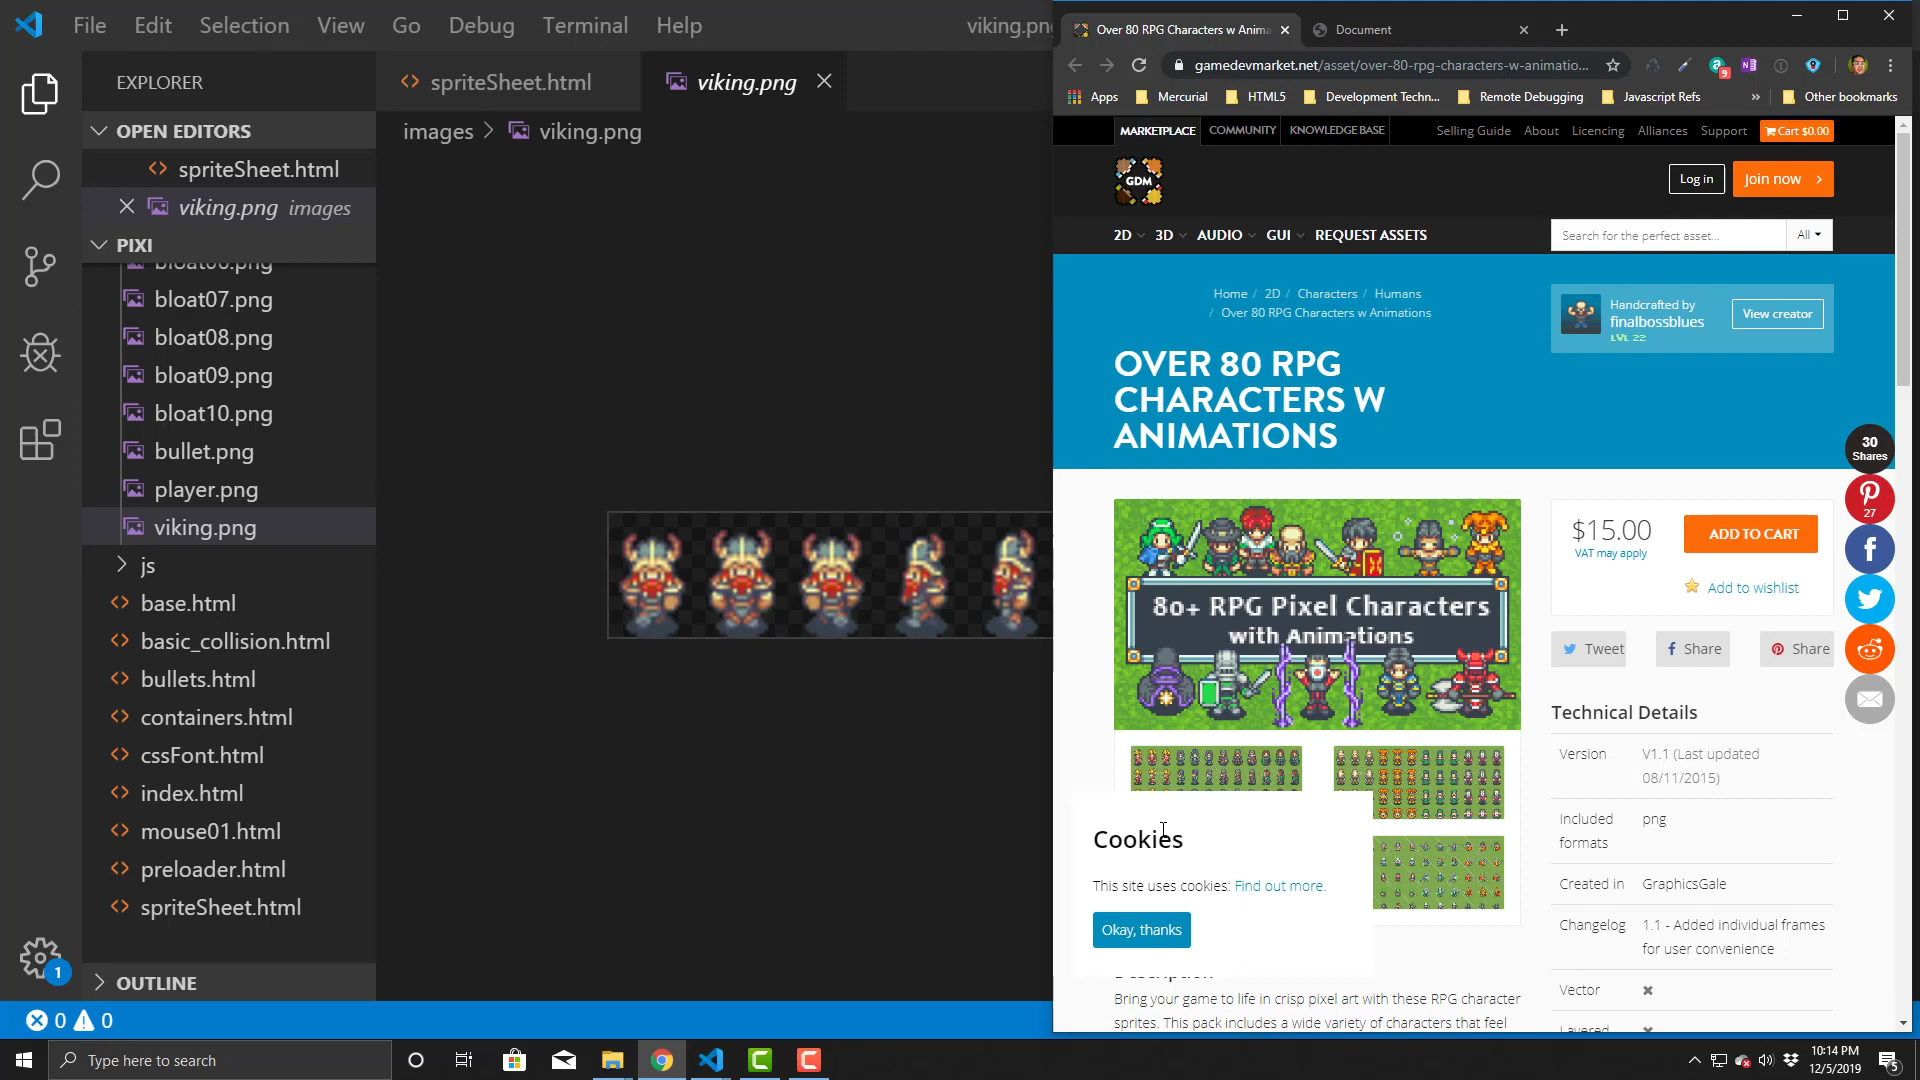 File Edit Selection View Go Debug Terminal Help
viking.png
EXPLORER
OPEN EDITORS
spriteSheet.html
viking.png images
PIXI
bloat06.png
bloat07.png
bloat08.png
bloat09.png
bloat10.png
bullet.png
player.png
viking.png
js
base.html
basic_collision.html
bullets.html
containers.html
cssFont.html
index.html
mouse01.html
preloader.html
spriteSheet.html
OUTLINE
1
0 0
spriteSheet.html
viking.png
images > viking.png
Over 80 RPG Characters w Anima
Document
gamedevmarket.net/asset/over-80-rpg-characters-w-animatio...
9
Apps Mercurial HTML5 Development Techn... Remote Debugging Javascript Refs » Other bookmarks
MARKETPLACE COMMUNITY KNOWLEDGE BASE Selling Guide About Licencing Alliances Support Cart $0.00
GDM
Log in
Join now
2D 3D AUDIO GUI REQUEST ASSETS
Search for the perfect asset...
All
Home / 2D / Characters / Humans
/ Over 80 RPG Characters w Animations
Handcrafted by
finalbossblues
LVL 22
View creator
OVER 80 RPG
CHARACTERS W
ANIMATIONS
80+ RPG Pixel Characters
with Animations
$15.00
VAT may apply
ADD TO CART
Add to wishlist
Tweet Share Share
30
Shares
27
Technical Details
Version V1.1 (Last updated
08/11/2015)
Included
formats
png
Created in GraphicsGale
Changelog 1.1 - Added individual frames
for user convenience
Vector
Layered
Cookies
This site uses cookies: Find out more.
Okay, thanks
Description
Bring your game to life in crisp pixel art with these RPG character
sprites. This pack includes a wide variety of characters that feel
Type here to search
10:14 PM
12/5/2019
5